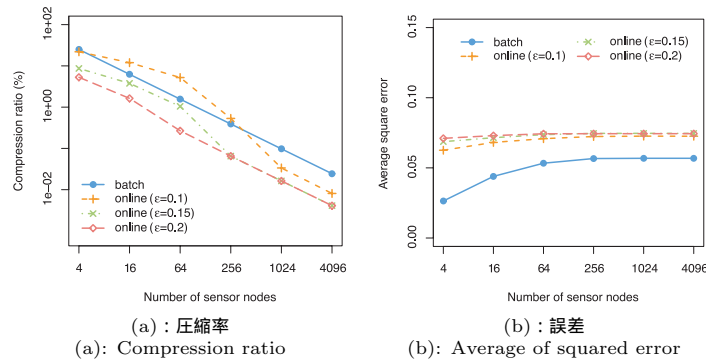 1e+02
1e+00
1e-02
Compression ratio (%)
batch
online (ε=0.1)
online (ε=0.15)
online (ε=0.2)
4 16 64 256 1024 4096
Number of sensor nodes
(a)：圧縮率
(a): Compression ratio
0.15
0.10
0.05
0.00
Average square error
batch
online (ε=0.1)
online (ε=0.15)
online (ε=0.2)
4 16 64 256 1024 4096
Number of sensor nodes
(b)：誤差
(b): Average of squared error